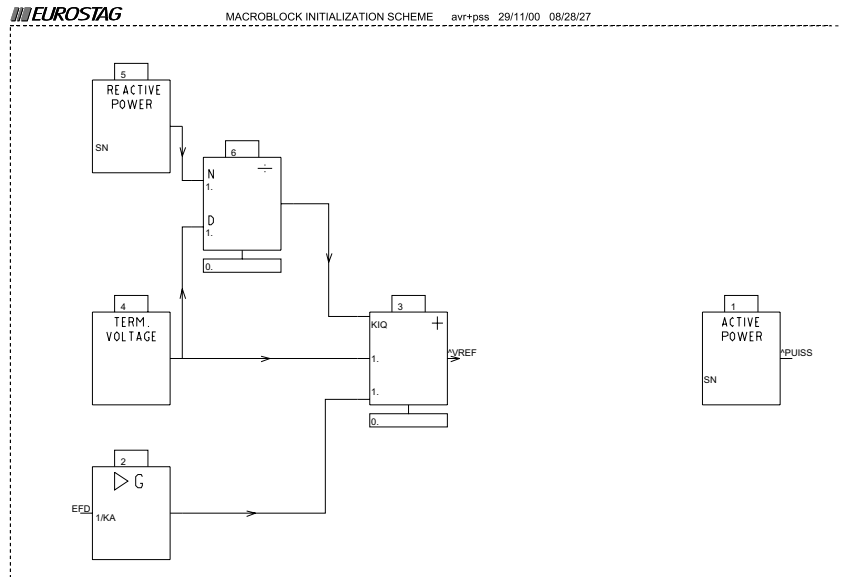 EUROSTAG
MACROBLOCK INITIALIZATION SCHEME avr+pss 29/11/00 08/28/27
5
REACTIVE
POWER
SN
6
N
÷
1.
D
1.
0.
4
TERM.
VOLTAGE
3
KIQ
+
1.
^VREF
1.
0.
1
ACTIVE
POWER
^PUISS
SN
2
G
EFD
1/KA